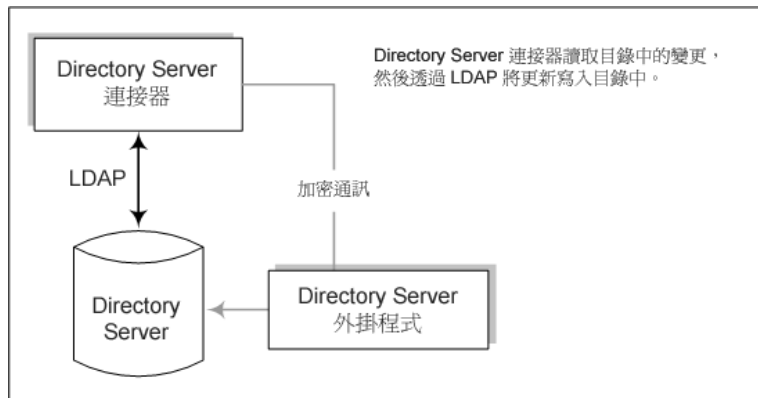 Directory Server
連接器
Directory Server 連接器讀取目錄中的變更，
然後透過 LDAP 將更新寫入目錄中。
LDAP
加密通訊
Directory
Server
Directory Server
外掛程式